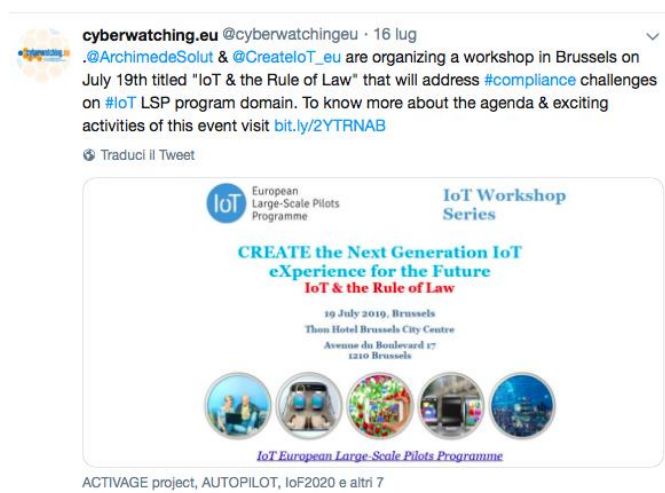 cyberwatching.eu @cyberwatchingeu · 16 lug
.@ArchimedeSolut & @CreateIoT_eu are organizing a workshop in Brussels on
July 19th titled "IoT & the Rule of Law" that will address #compliance challenges
on #IoT LSP program domain. To know more about the agenda & exciting
activities of this event visit bit.ly/2YTRNAB
Traduci il Tweet
IoT European
Large-Scale Pilots
Programme
IoT Workshop
Series
CREATE the Next Generation IoT
eXperience for the Future
IoT & the Rule of Law
19 July 2019, Brussels
Thon Hotel Brussels City Centre
Avenue du Boulevard 17
1210 Brussels
IoT European Large-Scale Pilots Programme
ACTIVAGE project, AUTOPILOT, IoF2020 e altri 7